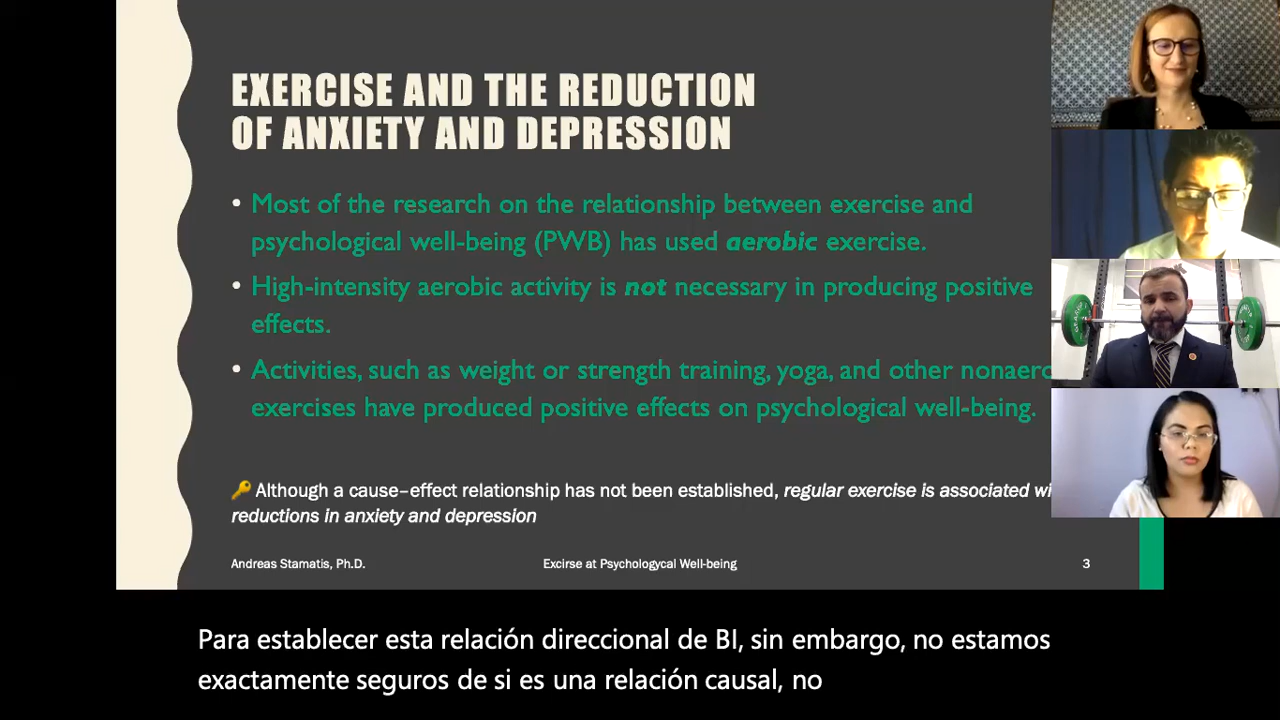 EXERCISE AND THE REDUCTION
OF ANXIETY AND DEPRESSION
• Most of the research on the relationship between exercise and
psychological well-being (PWB) has used aerobic exercise.
• High-intensity aerobic activity is not necessary in producing positive
effects.
• Activities, such as weight or strength training, yoga, and other
exercises have produced positive effects on psychological well-being.
🔑 Although a cause–effect relationship has not been established, regular exercise is associated
reductions in anxiety and depression
Andreas Stamatis, Ph.D.
Excirse at Psychologycal Well-being
3
Para establecer esta relación direccional de BI, sin embargo, no estamos
exactamente seguros de si es una relación causal, no